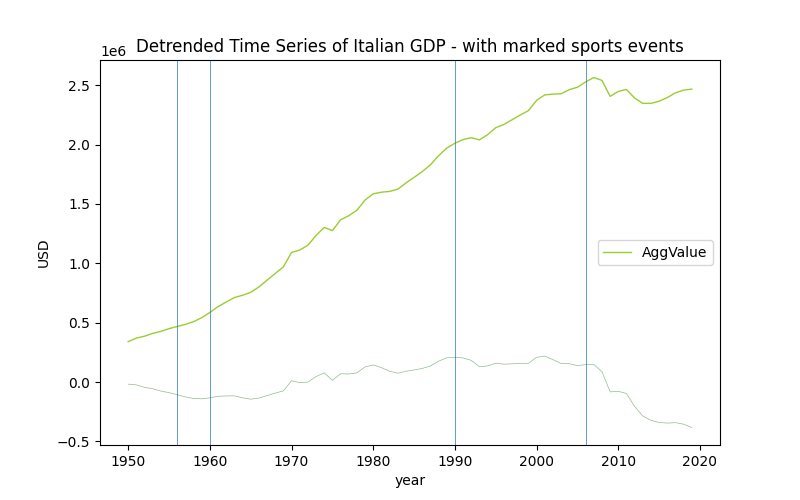 Detrended Time Series of Italian GDP - with marked sports events
1e6
2.5
2.0
1.5
1.0
0.5
0.0
−0.5
USD
AggValue
1950 1960 1970 1980 1990 2000 2010 2020
year